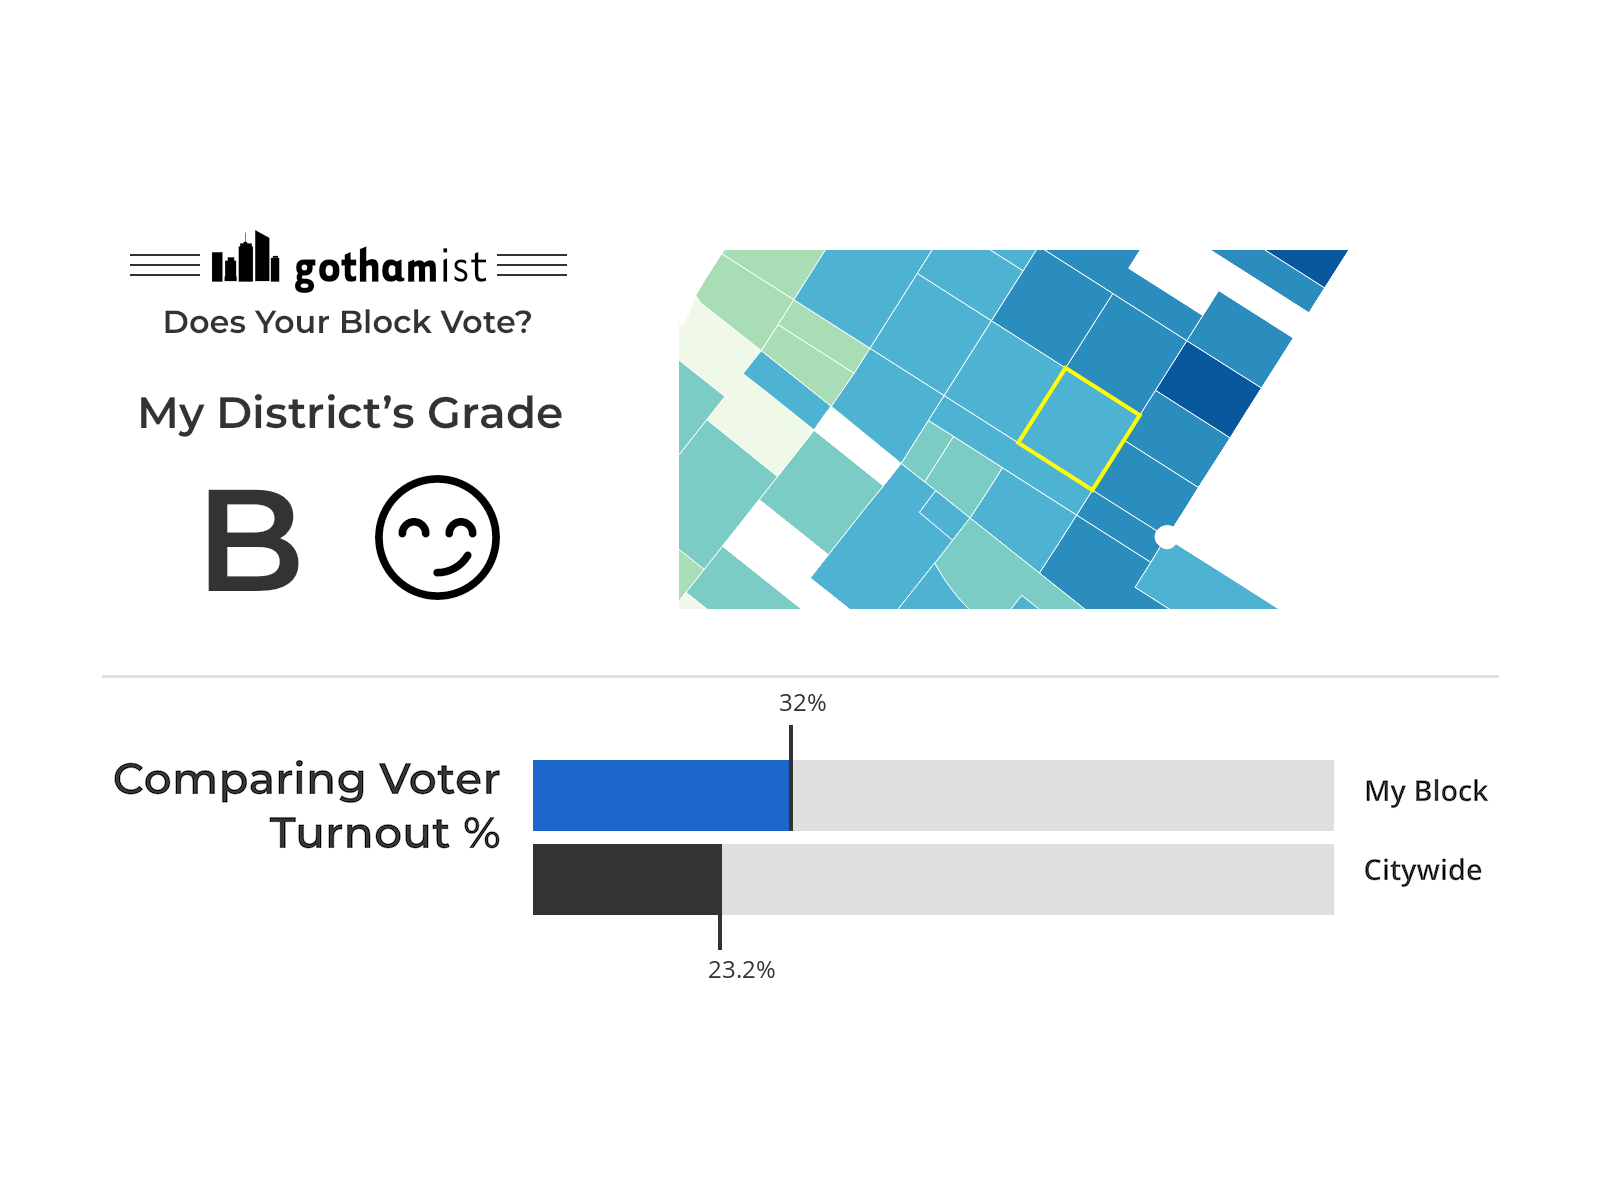 gothamist
Does Your Block Vote?
My District’s Grade
B
32%
Comparing Voter
Turnout %
My Block
Citywide
23.2%